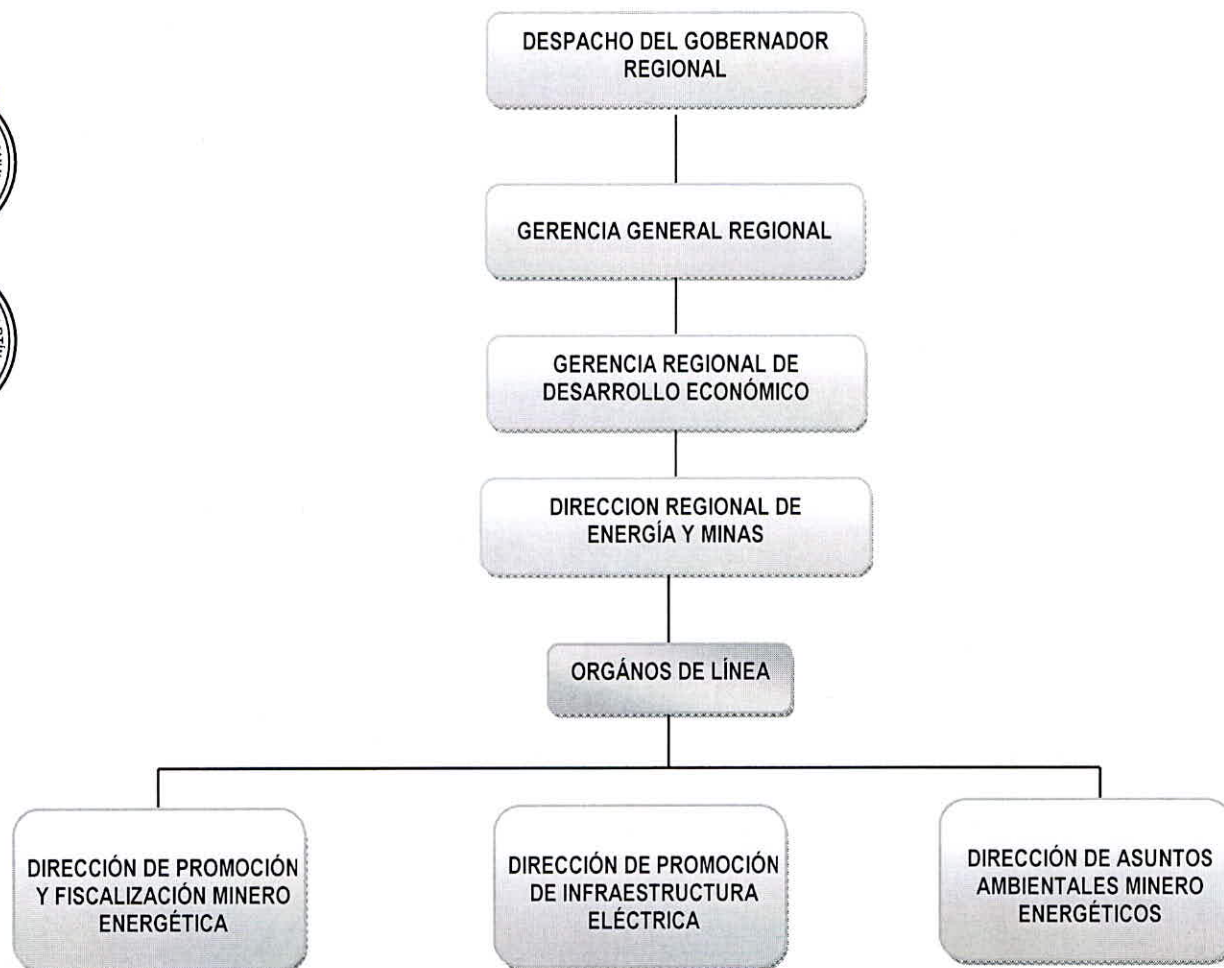 DESPACHO DEL GOBERNADOR
REGIONAL
GERENCIA GENERAL REGIONAL
GERENCIA REGIONAL DE
DESARROLLO ECONÓMICO
DIRECCION REGIONAL DE
ENERGÍA Y MINAS
ORGÁNOS DE LÍNEA
DIRECCIÓN DE PROMOCIÓN
Y FISCALIZACIÓN MINERO
ENERGÉTICA
DIRECCIÓN DE PROMOCIÓN
DE INFRAESTRUCTURA
ELÉCTRICA
DIRECCIÓN DE ASUNTOS
AMBIENTALES MINERO
ENERGÉTICOS